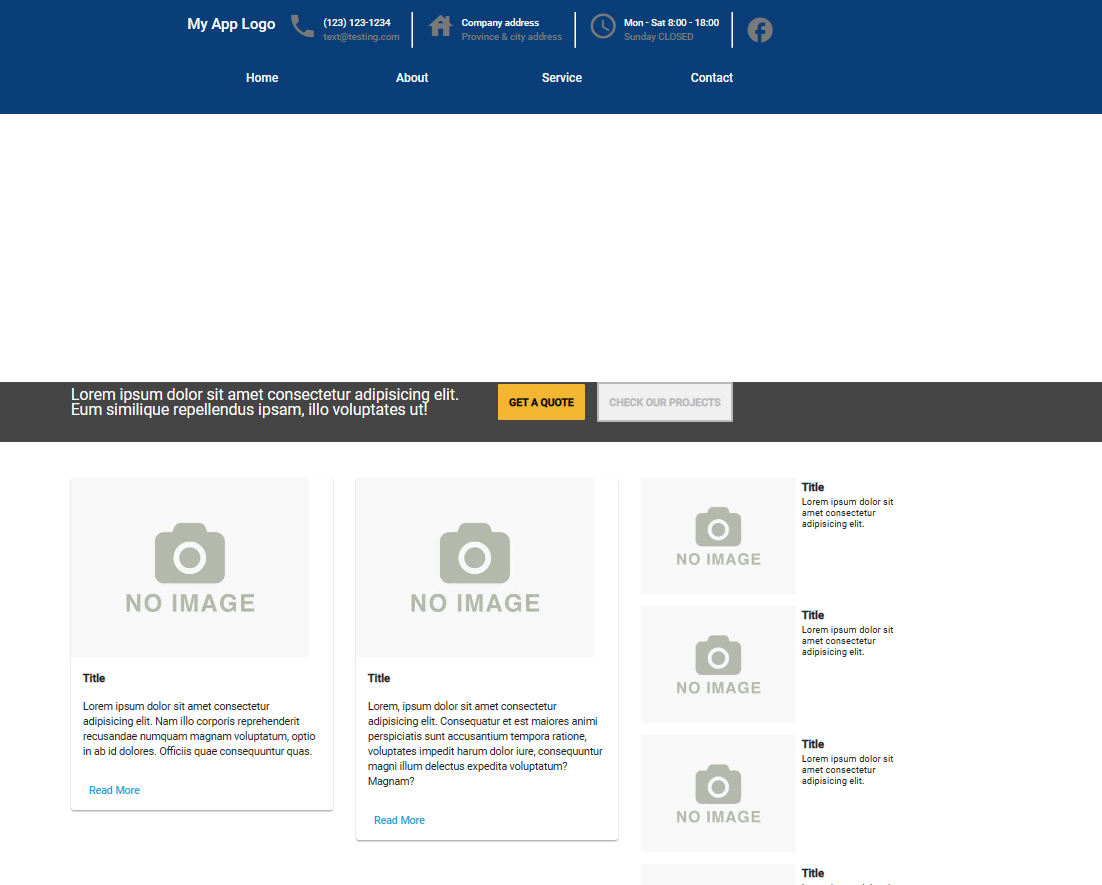 My App Logo
(123) 123-1234
text@testing.com
Company address
Province & city address
Mon - Sat 8:00 - 18:00
Sunday CLOSED
Home
About
Service
Contact
Lorem ipsum dolor sit amet consectetur adipisicing elit.
Eum similique repellendus ipsam, illo voluptates ut!
GET A QUOTE
CHECK OUR PROJECTS
NO IMAGE
Title
Lorem ipsum dolor sit amet consectetur
adipisicing elit. Nam illo corporis reprehenderit
recusandae numquam magnam voluptatum, optio
in ab id dolores. Officiis quae consequuntur quas.
Read More
NO IMAGE
Title
Lorem, ipsum dolor sit amet consectetur
adipisicing elit. Consequatur et est maiores animi
perspiciatis sunt accusantium tempora ratione,
voluptates impedit harum dolor iure, consequuntur
magni illum delectus expedita voluptatum?
Magnam?
Read More
NO IMAGE
Title
Lorem ipsum dolor sit
amet consectetur
adipisicing elit.
NO IMAGE
Title
Lorem ipsum dolor sit
amet consectetur
adipisicing elit.
NO IMAGE
Title
Lorem ipsum dolor sit
amet consectetur
adipisicing elit.
Title